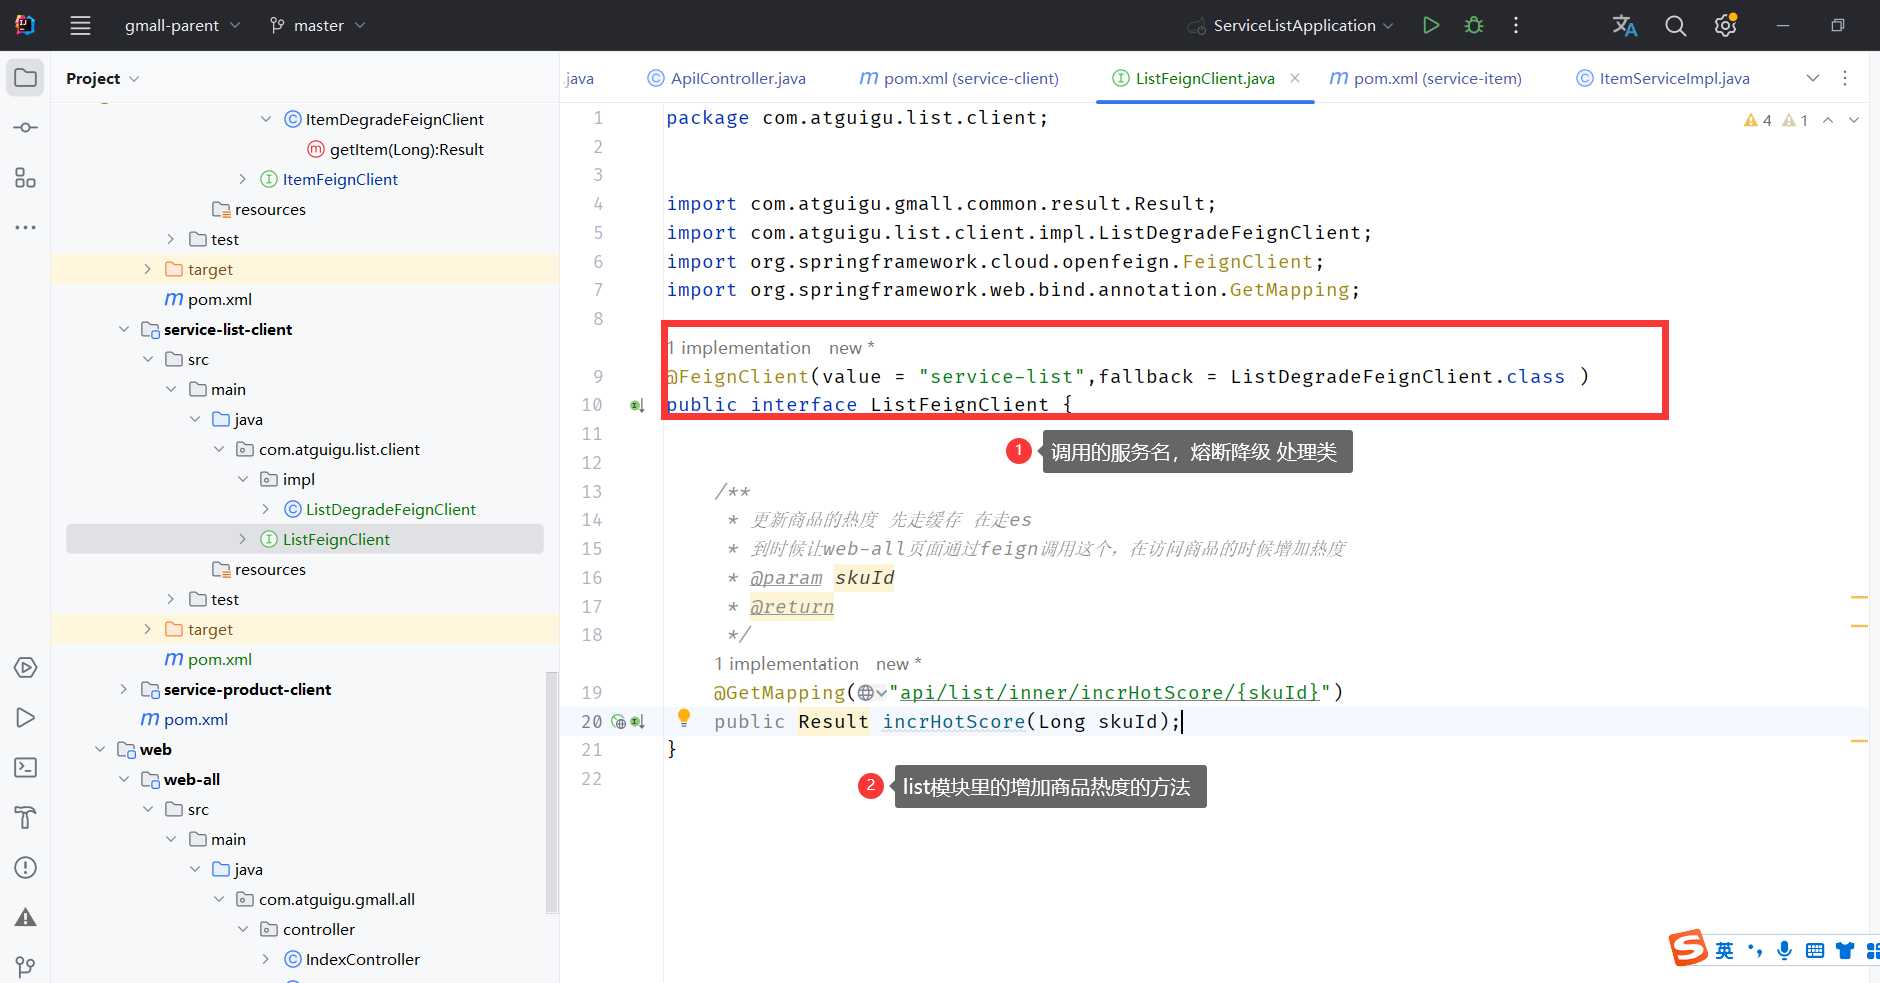 gmall-parent
master
ServiceListApplication
Project
.java
ApiIController.java
pom.xml (service-client)
ListFeignClient.java
pom.xml (service-item)
ItemServiceImpl.java
ItemDegradeFeignClient
getItem(Long):Result
ItemFeignClient
resources
test
target
pom.xml
service-list-client
src
main
java
com.atguigu.list.client
impl
ListDegradeFeignClient
ListFeignClient
resources
test
target
pom.xml
service-product-client
pom.xml
web
web-all
src
main
java
com.atguigu.gmall.all
controller
IndexController
4 1
1 package com.atguigu.list.client;
2
3
4 import com.atguigu.gmall.common.result.Result;
5 import com.atguigu.list.client.impl.ListDegradeFeignClient;
6 import org.springframework.cloud.openfeign.FeignClient;
7 import org.springframework.web.bind.annotation.GetMapping;
8
1 implementation new *
9 @FeignClient(value = "service-list",fallback = ListDegradeFeignClient.class )
10 public interface ListFeignClient {
11
1 调用的服务名，熔断降级 处理类
12
13 /**
14 * 更新商品的热度 先走缓存 在走es
15 * 到时候让web-all页面通过feign调用这个，在访问商品的时候增加热度
16 * @param skuId
17 * @return
18 */
1 implementation new *
19 @GetMapping("api/list/inner/incrHotScore/{skuId}")
20 public Result incrHotScore(Long skuId);
21 }
22
2 list模块里的增加商品热度的方法
英